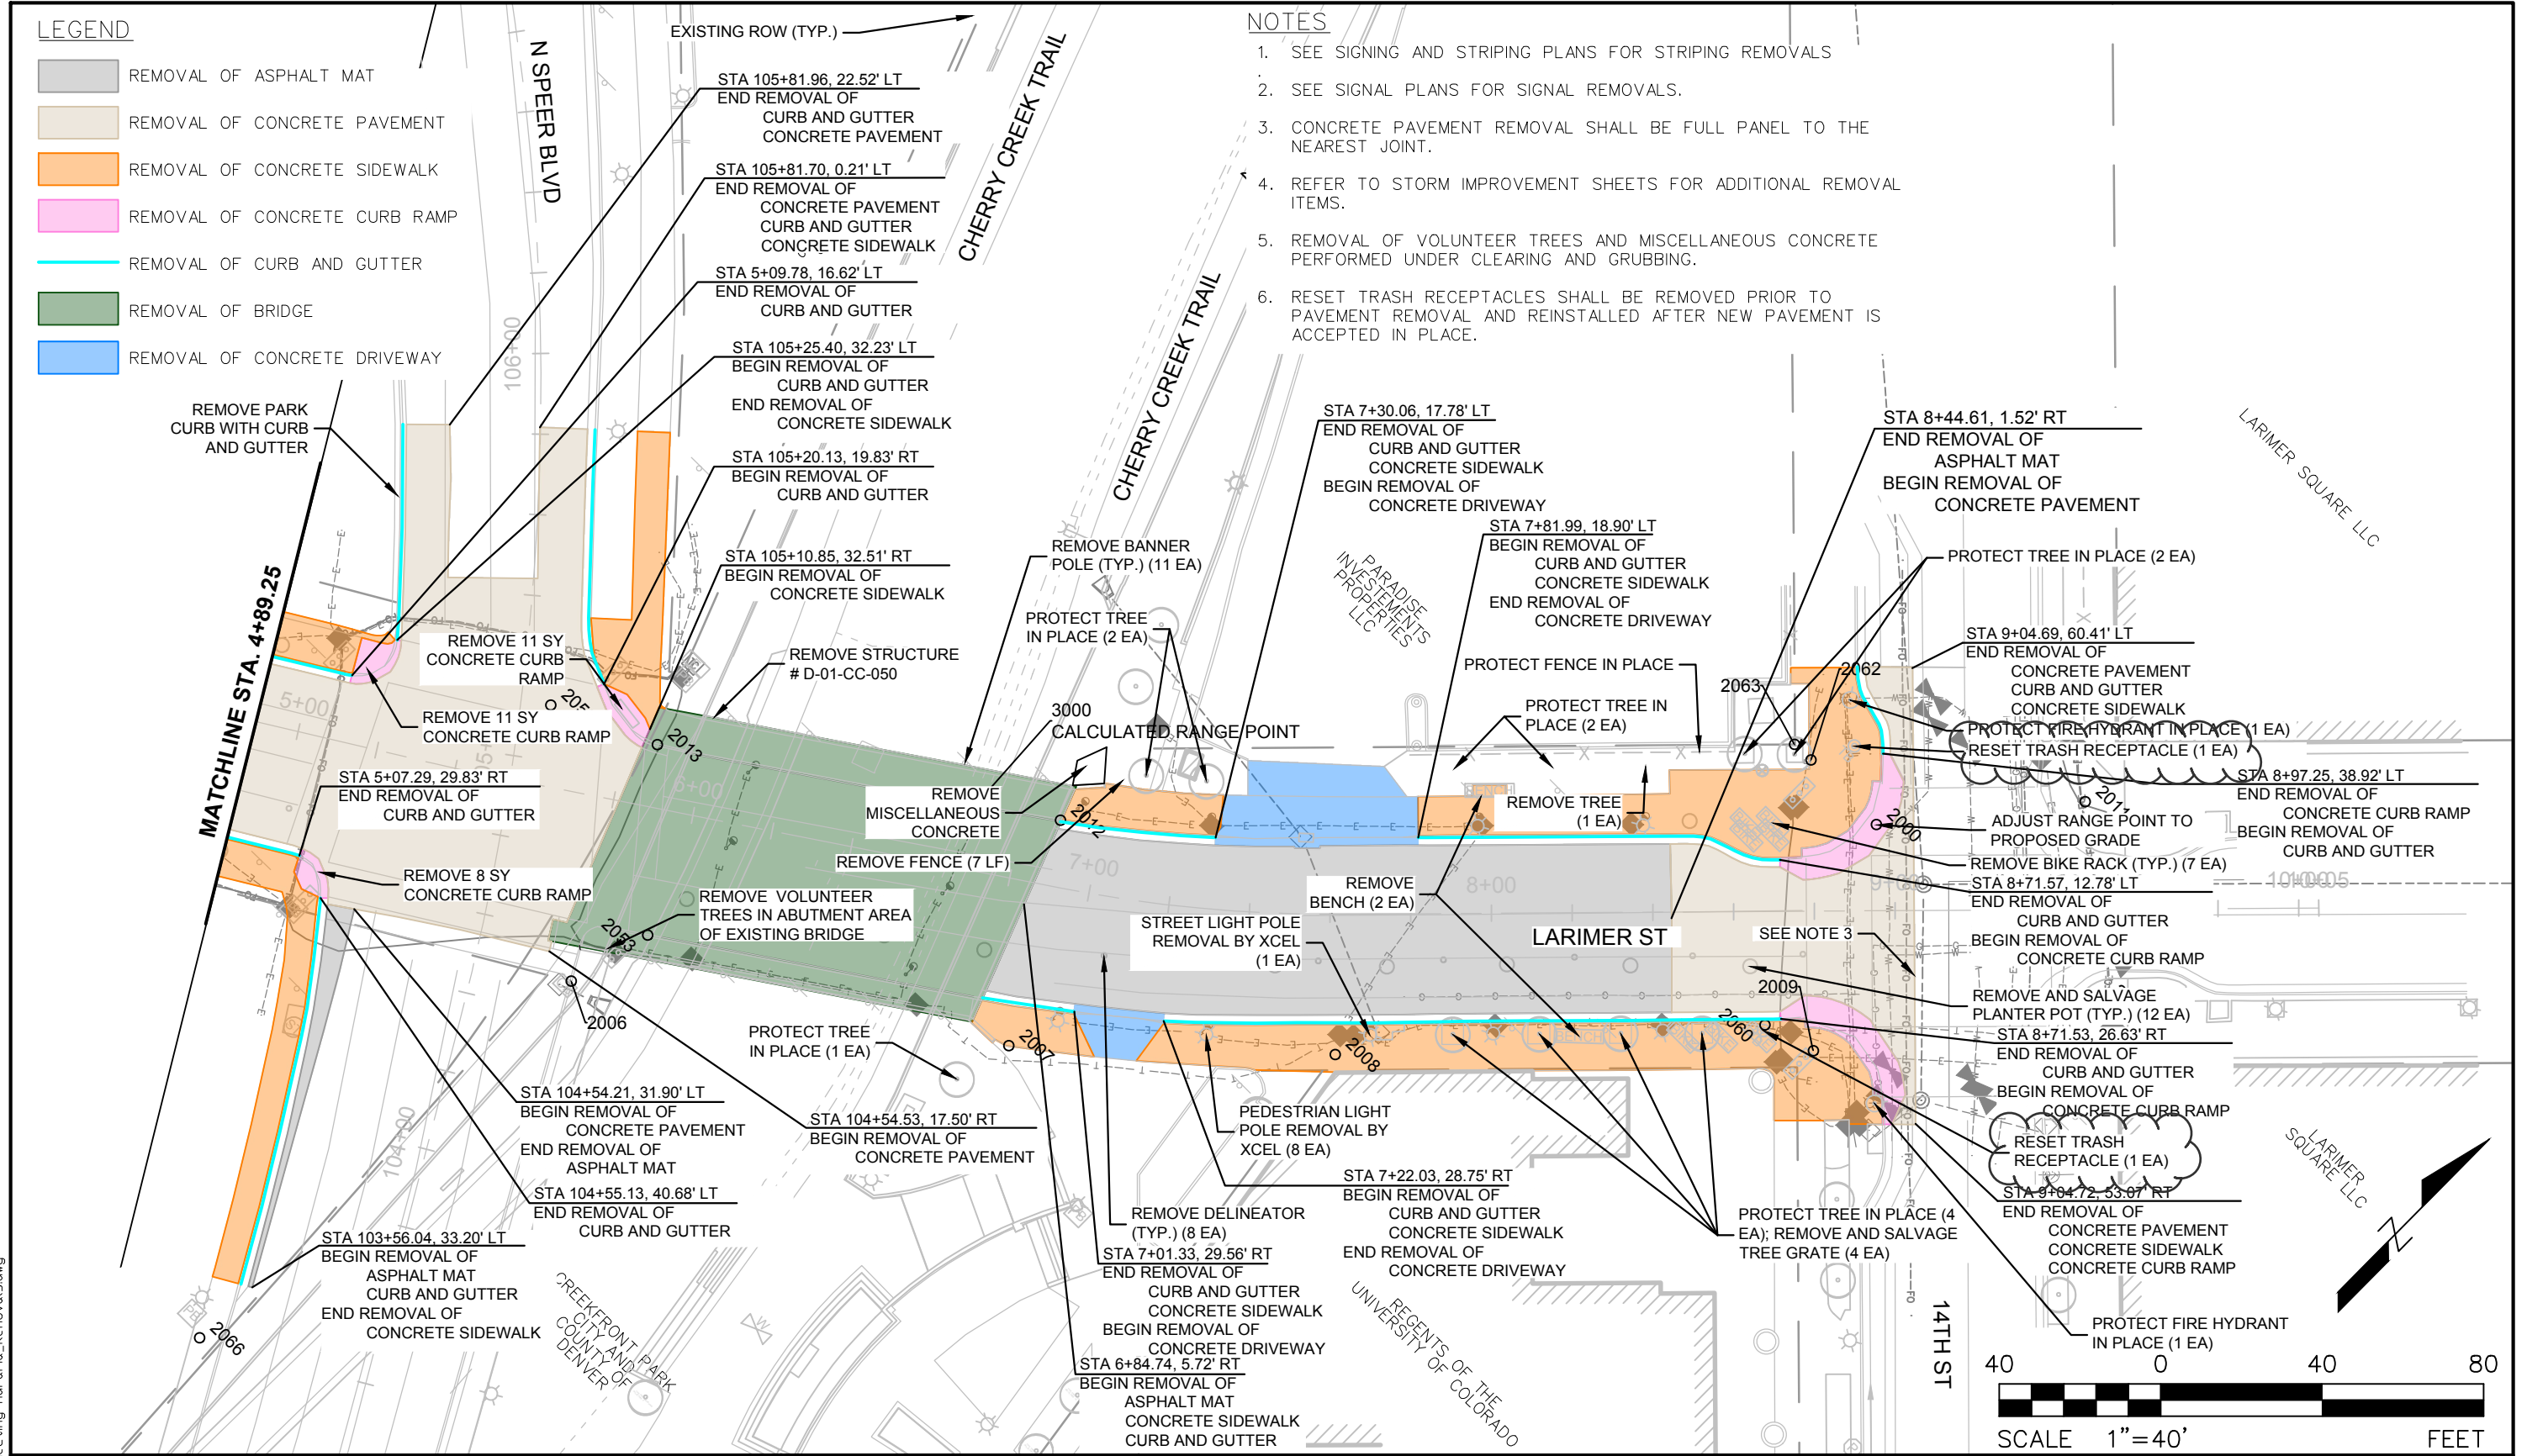 LEGEND
REMOVAL OF ASPHALT MAT
REMOVAL OF CONCRETE PAVEMENT
REMOVAL OF CONCRETE SIDEWALK
REMOVAL OF CONCRETE CURB RAMP
REMOVAL OF CURB AND GUTTER
REMOVAL OF BRIDGE
REMOVAL OF CONCRETE DRIVEWAY
NOTES
1. SEE SIGNING AND STRIPING PLANS FOR STRIPING REMOVALS
2. SEE SIGNAL PLANS FOR SIGNAL REMOVALS.
3. CONCRETE PAVEMENT REMOVAL SHALL BE FULL PANEL TO THE
NEAREST JOINT.
4. REFER TO STORM IMPROVEMENT SHEETS FOR ADDITIONAL REMOVAL
ITEMS.
5. REMOVAL OF VOLUNTEER TREES AND MISCELLANEOUS CONCRETE
PERFORMED UNDER CLEARING AND GRUBBING.
6. RESET TRASH RECEPTACLES SHALL BE REMOVED PRIOR TO
PAVEMENT REMOVAL AND REINSTALLED AFTER NEW PAVEMENT IS
ACCEPTED IN PLACE.
EXISTING ROW (TYP.)
N SPEER BLVD
CHERRY CREEK TRAIL
CHERRY CREEK TRAIL
STA 105+81.96, 22.52' LT
END REMOVAL OF
CURB AND GUTTER
CONCRETE PAVEMENT
STA 105+81.70, 0.21' LT
END REMOVAL OF
CONCRETE PAVEMENT
CURB AND GUTTER
CONCRETE SIDEWALK
STA 5+09.78, 16.62' LT
END REMOVAL OF
CURB AND GUTTER
STA 105+25.40, 32.23' LT
BEGIN REMOVAL OF
CURB AND GUTTER
END REMOVAL OF
CONCRETE SIDEWALK
STA 105+20.13, 19.83' RT
BEGIN REMOVAL OF
CURB AND GUTTER
STA 105+10.85, 32.51' RT
BEGIN REMOVAL OF
CONCRETE SIDEWALK
106+00
REMOVE PARK
CURB WITH CURB
AND GUTTER
MATCHLINE STA. 4+89.25
REMOVE 11 SY
CONCRETE CURB
RAMP
REMOVE 11 SY
CONCRETE CURB RAMP
5+00
STA 5+07.29, 29.83' RT
END REMOVAL OF
CURB AND GUTTER
REMOVE 8 SY
CONCRETE CURB RAMP
REMOVE STRUCTURE
# D-01-CC-050
2013
6+00
REMOVE BANNER
POLE (TYP.) (11 EA)
PROTECT TREE
IN PLACE (2 EA)
3000
CALCULATED RANGE POINT
REMOVE
MISCELLANEOUS
CONCRETE
2012
REMOVE FENCE (7 LF)
REMOVE VOLUNTEER
TREES IN ABUTMENT AREA
OF EXISTING BRIDGE
2053
2006
7+00
8+00
STA 7+30.06, 17.78' LT
END REMOVAL OF
CURB AND GUTTER
CONCRETE SIDEWALK
BEGIN REMOVAL OF
CONCRETE DRIVEWAY
STA 7+81.99, 18.90' LT
BEGIN REMOVAL OF
CURB AND GUTTER
CONCRETE SIDEWALK
END REMOVAL OF
CONCRETE DRIVEWAY
PARADISE
INVESTEMENTS
PROPERTIES
LLC
STA 8+44.61, 1.52' RT
END REMOVAL OF
ASPHALT MAT
BEGIN REMOVAL OF
CONCRETE PAVEMENT
LARIMER SQUARE LLC
PROTECT TREE IN PLACE (2 EA)
PROTECT FENCE IN PLACE
PROTECT TREE IN
PLACE (2 EA)
2063
2062
REMOVE TREE
(1 EA)
BENCH
STA 9+04.69, 60.41' LT
END REMOVAL OF
CONCRETE PAVEMENT
CURB AND GUTTER
CONCRETE SIDEWALK
PROTECT FIRE HYDRANT IN PLACE (1 EA)
RESET TRASH RECEPTACLE (1 EA)
STA 8+97.25, 38.92' LT
END REMOVAL OF
CONCRETE CURB RAMP
BEGIN REMOVAL OF
CURB AND GUTTER
2011
2000
ADJUST RANGE POINT TO
PROPOSED GRADE
REMOVE BIKE RACK (TYP.) (7 EA)
STA 8+71.57, 12.78' LT
END REMOVAL OF
CURB AND GUTTER
BEGIN REMOVAL OF
CONCRETE CURB RAMP
REMOVE
BENCH (2 EA)
STREET LIGHT POLE
REMOVAL BY XCEL
(1 EA)
LARIMER ST
SEE NOTE 3
2009
2060
REMOVE AND SALVAGE
PLANTER POT (TYP.) (12 EA)
STA 8+71.53, 26.63' RT
END REMOVAL OF
CURB AND GUTTER
BEGIN REMOVAL OF
CONCRETE CURB RAMP
RESET TRASH
RECEPTACLE (1 EA)
STA 9+04.72, 53.07' RT
END REMOVAL OF
CONCRETE PAVEMENT
CONCRETE SIDEWALK
CONCRETE CURB RAMP
PROTECT FIRE HYDRANT
IN PLACE (1 EA)
LARIMER
SQUARE LLC
PROTECT TREE
IN PLACE (1 EA)
2007
2008
BENCH
104+00
STA 104+54.21, 31.90' LT
BEGIN REMOVAL OF
CONCRETE PAVEMENT
END REMOVAL OF
ASPHALT MAT
STA 104+55.13, 40.68' LT
END REMOVAL OF
CURB AND GUTTER
STA 104+54.53, 17.50' RT
BEGIN REMOVAL OF
CONCRETE PAVEMENT
STA 103+56.04, 33.20' LT
BEGIN REMOVAL OF
ASPHALT MAT
CURB AND GUTTER
END REMOVAL OF
CONCRETE SIDEWALK
2066
CREEKFRONT PARK
CITY AND
COUNTY OF
DENVER
PEDESTRIAN LIGHT
POLE REMOVAL BY
XCEL (8 EA)
REMOVE DELINEATOR
(TYP.) (8 EA)
STA 7+01.33, 29.56' RT
END REMOVAL OF
CURB AND GUTTER
CONCRETE SIDEWALK
BEGIN REMOVAL OF
CONCRETE DRIVEWAY
STA 6+84.74, 5.72' RT
BEGIN REMOVAL OF
ASPHALT MAT
CONCRETE SIDEWALK
CURB AND GUTTER
STA 7+22.03, 28.75' RT
BEGIN REMOVAL OF
CURB AND GUTTER
CONCRETE SIDEWALK
END REMOVAL OF
CONCRETE DRIVEWAY
REGENTS OF THE
UNIVERSITY OF COLORADO
PROTECT TREE IN PLACE (4
EA); REMOVE AND SALVAGE
TREE GRATE (4 EA)
14TH ST
40 0 40 80
SCALE 1"=40' FEET